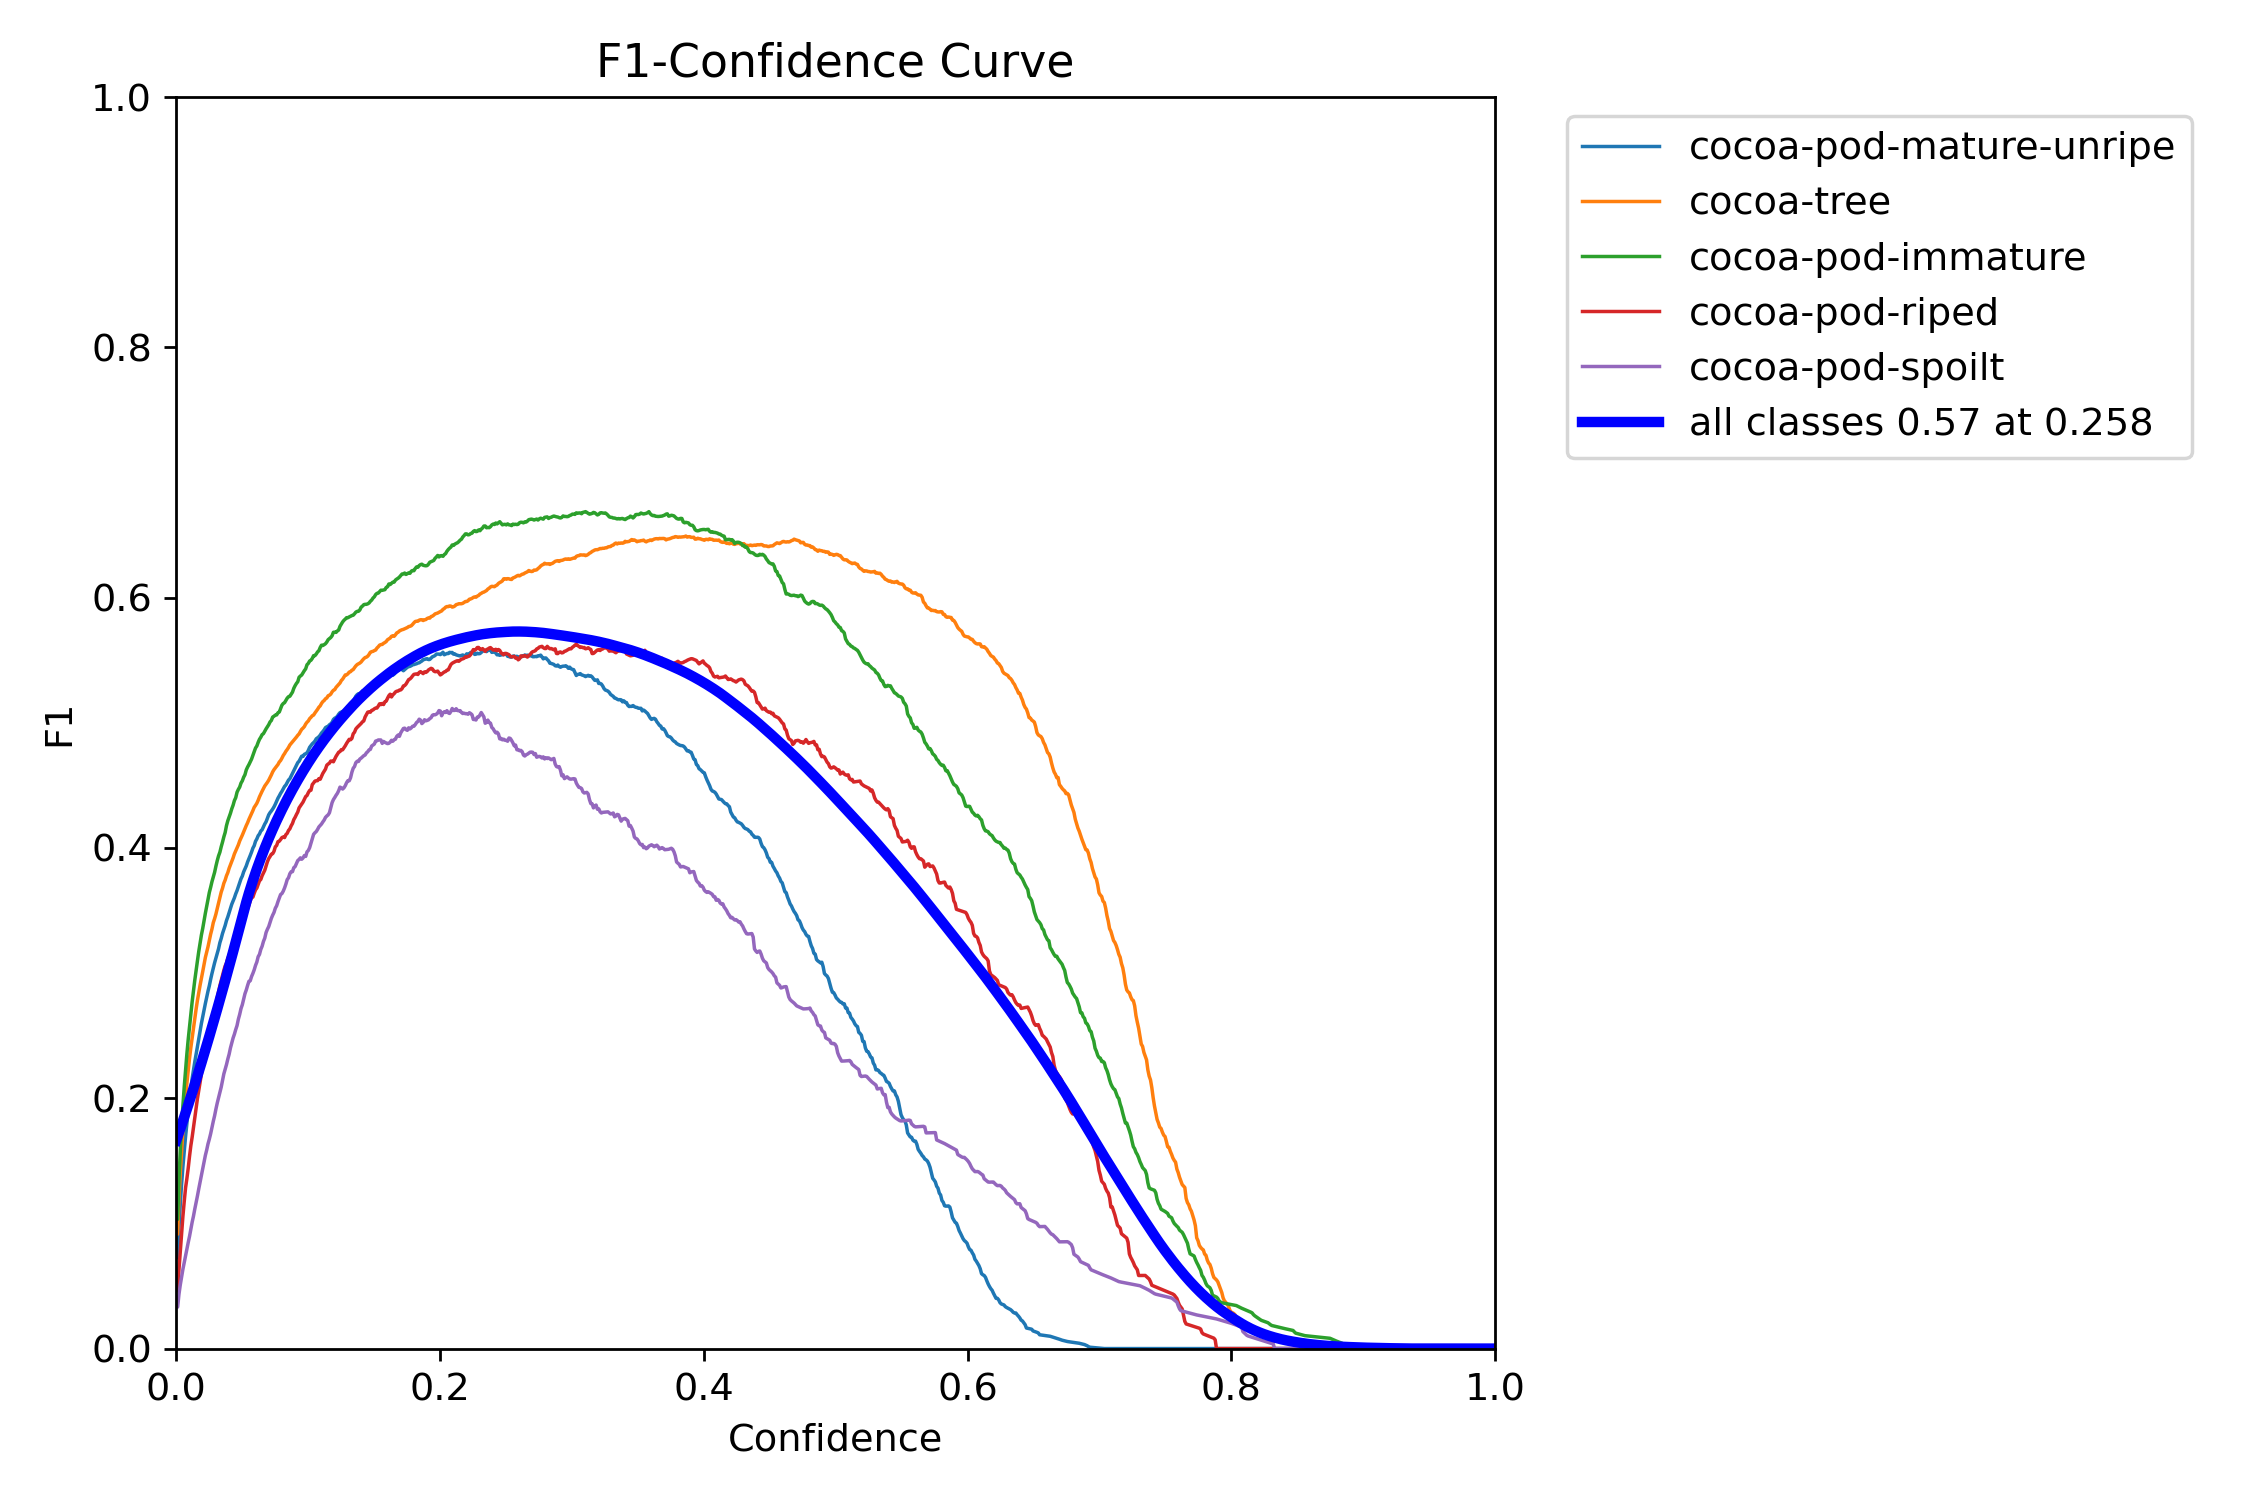 F1-Confidence Curve
1.0
0.8
0.6
0.4
0.2
0.0
F1
0.0 0.2 0.4 0.6 0.8 1.0
Confidence
cocoa-pod-mature-unripe
cocoa-tree
cocoa-pod-immature
cocoa-pod-riped
cocoa-pod-spoilt
all classes 0.57 at 0.258